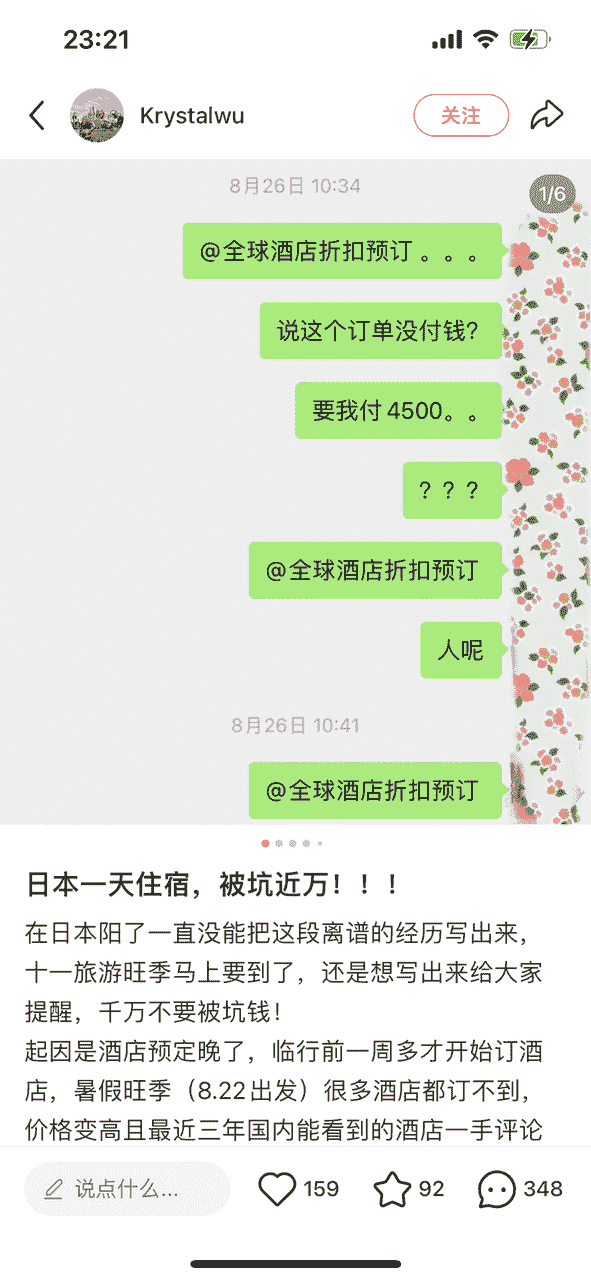 23:21
Krystalwu
关注
8月26日 10:34
1/6
@全球酒店折扣预订 。。。
说这个订单没付钱?
要我付4500。。
？？？
@全球酒店折扣预订
人呢
8月26日 10:41
@全球酒店折扣预订
日本一天住宿，被坑近万！！！
在日本阳了一直没能把这段离谱的经历写出来，
十一旅游旺季马上要到了，还是想写出来给大家
提醒，千万不要被坑钱！
起因是酒店预定晚了，临行前一周多才开始订酒
店，暑假旺季（8.22出发）很多酒店都订不到，
价格变高且最近三年国内能看到的酒店一手评论
说点什么...
159
92
348